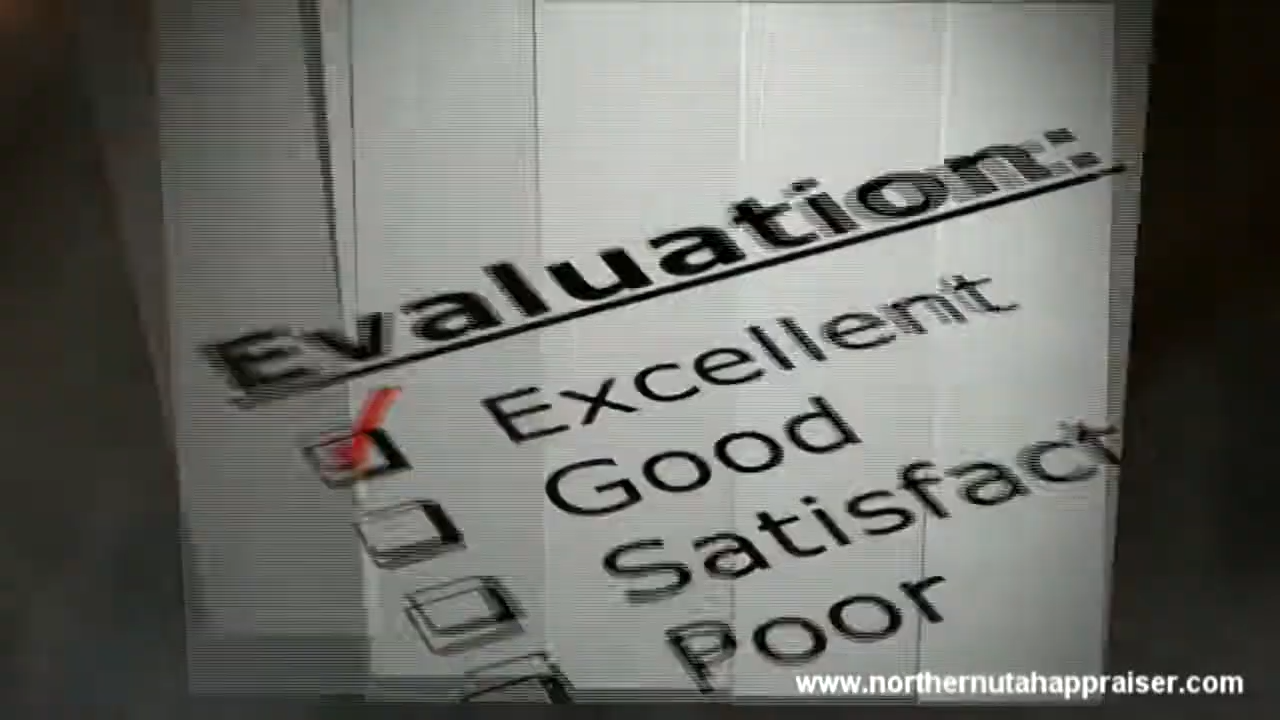 Evaluation:
Excellent
Good
Satisfact
Poor
www.northernutahappraiser.com